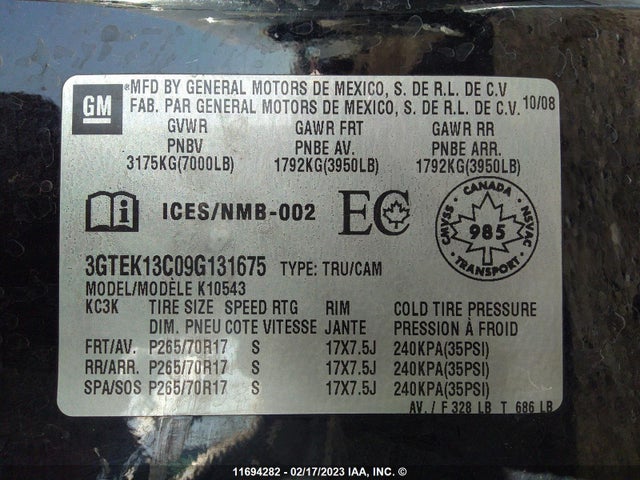 GM
*MFD BY GENERAL MOTORS DE MEXICO, S. DE R.L. DE C.V
FAB. PAR GENERAL MOTORS DE MEXICO, S. DE R.L. DE C.V. 10/08
GVWR GAWR FRT GAWR RR
PNBV PNBE AV. PNBE ARR.
3175KG(7000LB) 1792KG(3950LB) 1792KG(3950LB)
ICES/NMB-002 EC
CANADA
CMVSS 985 NSVAC
TRANSPORT
3GTEK13C09G131675 TYPE: TRU/CAM
MODEL/MODÈLE K10543
KC3K TIRE SIZE SPEED RTG RIM COLD TIRE PRESSURE
DIM. PNEU COTE VITESSE JANTE PRESSION À FROID
FRT/AV. P265/70R17 S 17X7.5J 240KPA(35PSI)
RR/ARR. P265/70R17 S 17X7.5J 240KPA(35PSI)
SPA/SOS P265/70R17 S 17X7.5J 240KPA(35PSI)
AV. / F 328 LB T 686 LB
11694282 - 02/17/2023 IAA, INC. ©